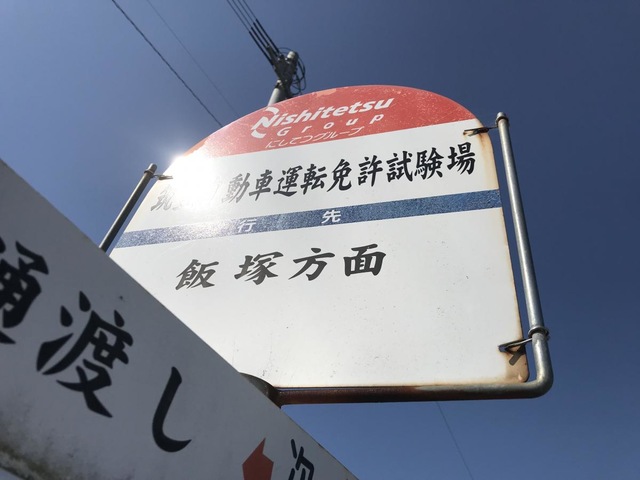 Nishitetsu
Group
にしてつグループ
動車運転免許試験場
行先
飯塚方面
渡し
次